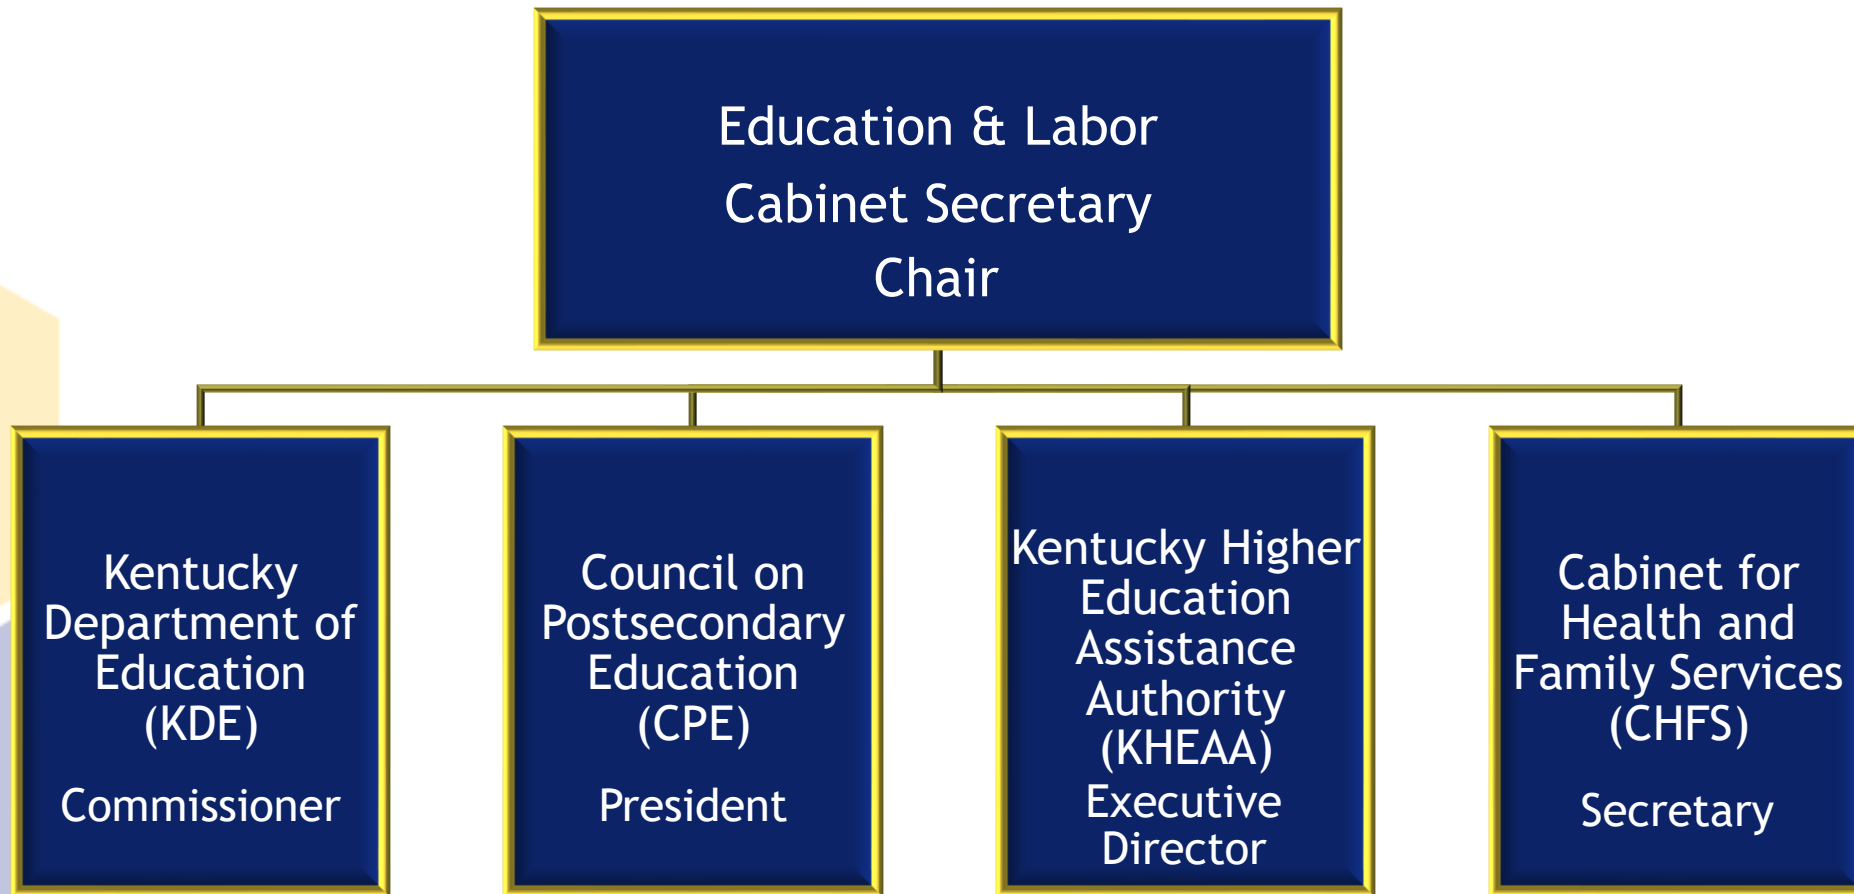 Education & Labor
Cabinet Secretary
Chair
Kentucky
Department of
Education
(KDE)
Commissioner
Council on
Postsecondary
Education
(CPE)
President
Kentucky Higher
Education
Assistance
Authority
(KHEAA)
Executive
Director
Cabinet for
Health and
Family Services
(CHFS)
Secretary